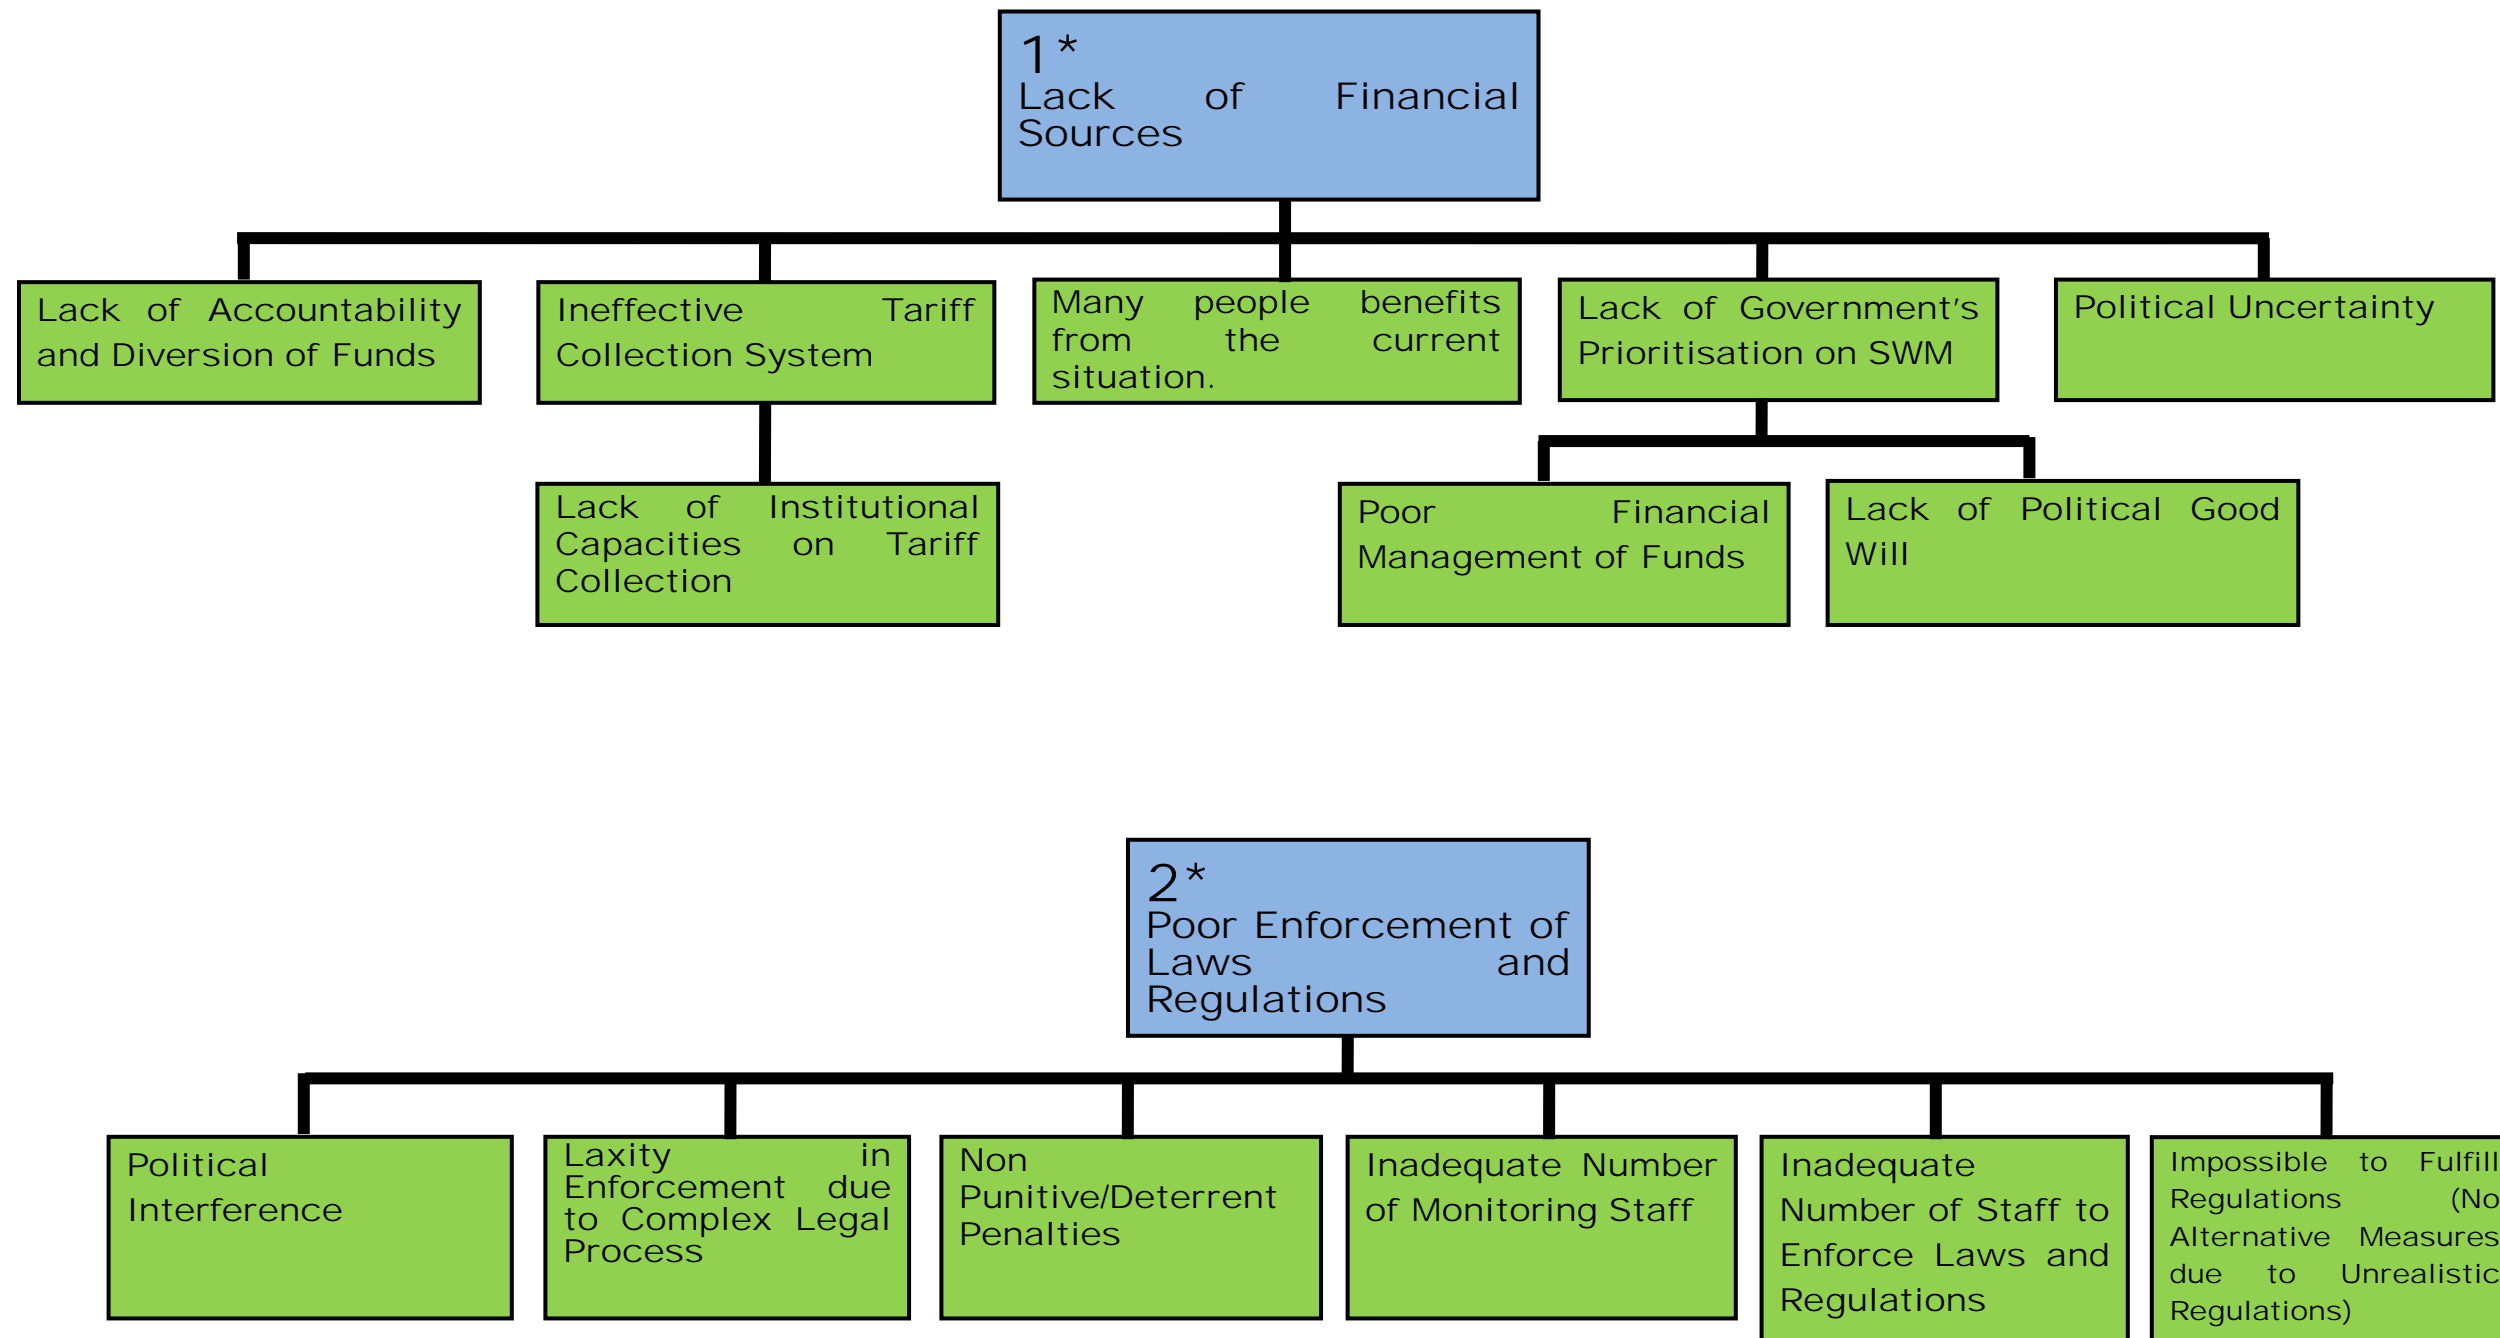 1*
Lack of Financial
Sources
Lack of Accountability
and Diversion of Funds
Ineffective Tariff
Collection System
Many people benefits
from the current
situation.
Lack of Government's
Prioritisation on SWM
Political Uncertainty
Lack of Institutional
Capacities on Tariff
Collection
Poor Financial
Management of Funds
Lack of Political Good
Will
2*
Poor Enforcement of
Laws and
Regulations
Political
Interference
Laxity in
Enforcement due
to Complex Legal
Process
Non
Punitive/Deterrent
Penalties
Inadequate Number
of Monitoring Staff
Inadequate
Number of Staff to
Enforce Laws and
Regulations
Impossible to Fulfill
Regulations (No
Alternative Measures
due to Unrealistic
Regulations)